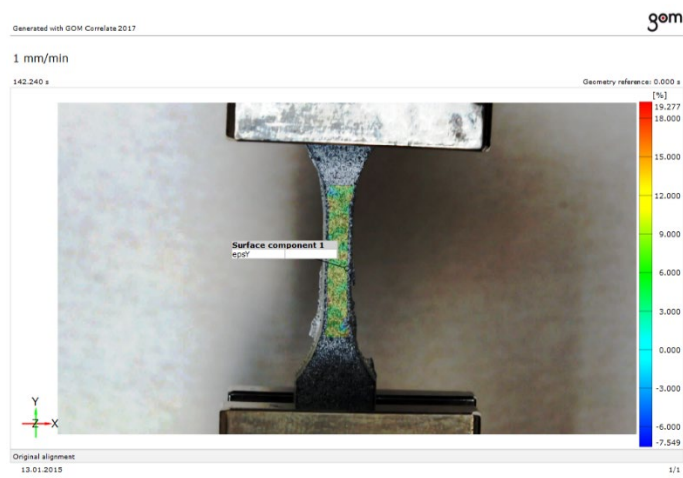 Generated with GOM Correlate 2017
gom
1 mm/min
142.240 s
Geometry reference: 0.000 s
[%]
19.277
18.000
15.000
12.000
9.000
6.000
3.000
0.000
-3.000
-6.000
-7.549
Surface component 1
epsY
Y
Z
X
Original alignment
13.01.2015
1/1